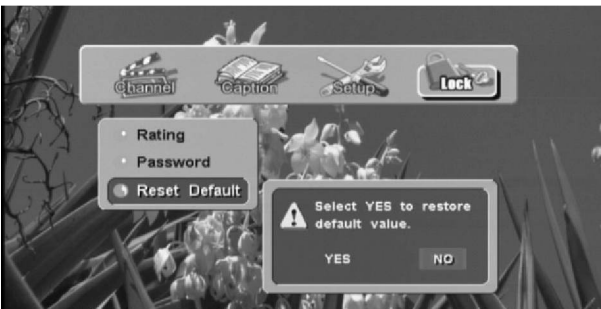 Channel
Caption
Setup
Lock
Rating
Password
Reset Default
Select YES to restore
default value.
YES NO